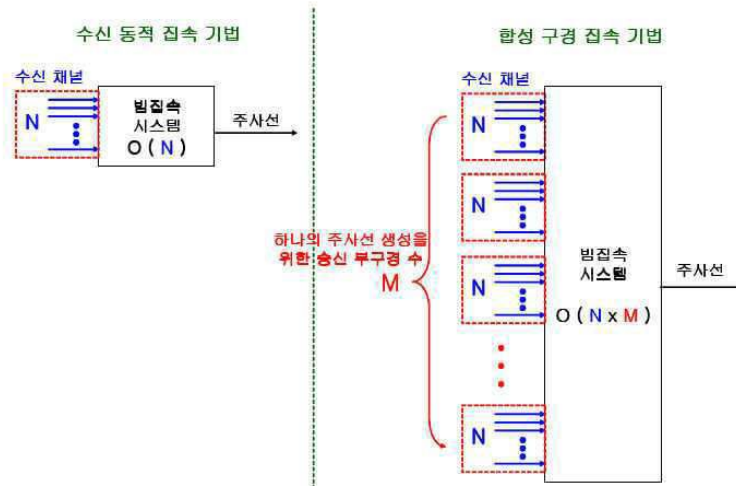 수신 동적 집속 기법
수신 채널
N
빔집속
시스템
O ( N )
주사선
합성 구경 집속 기법
수신 채널
N
N
하나의 주사선 생성을
위한 송신 부구경 수
M
N
빔집속
시스템
O ( N x M )
주사선
N